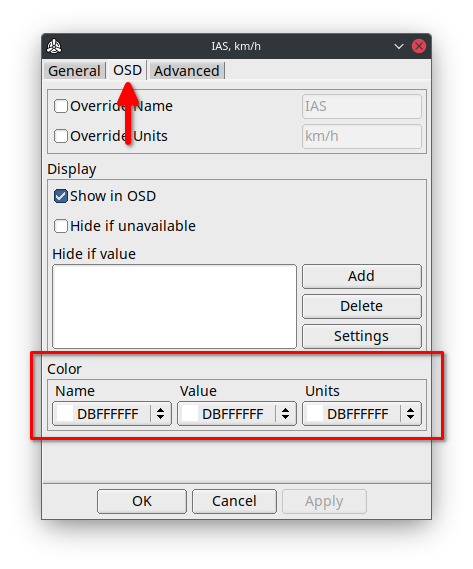 IAS, km/h
General OSD Advanced
Override Name IAS
Override Units km/h
Display
Show in OSD
Hide if unavailable
Hide if value
Add
Delete
Settings
Color
Name Value Units
DBFFFFFF DBFFFFFF DBFFFFFF
OK Cancel Apply